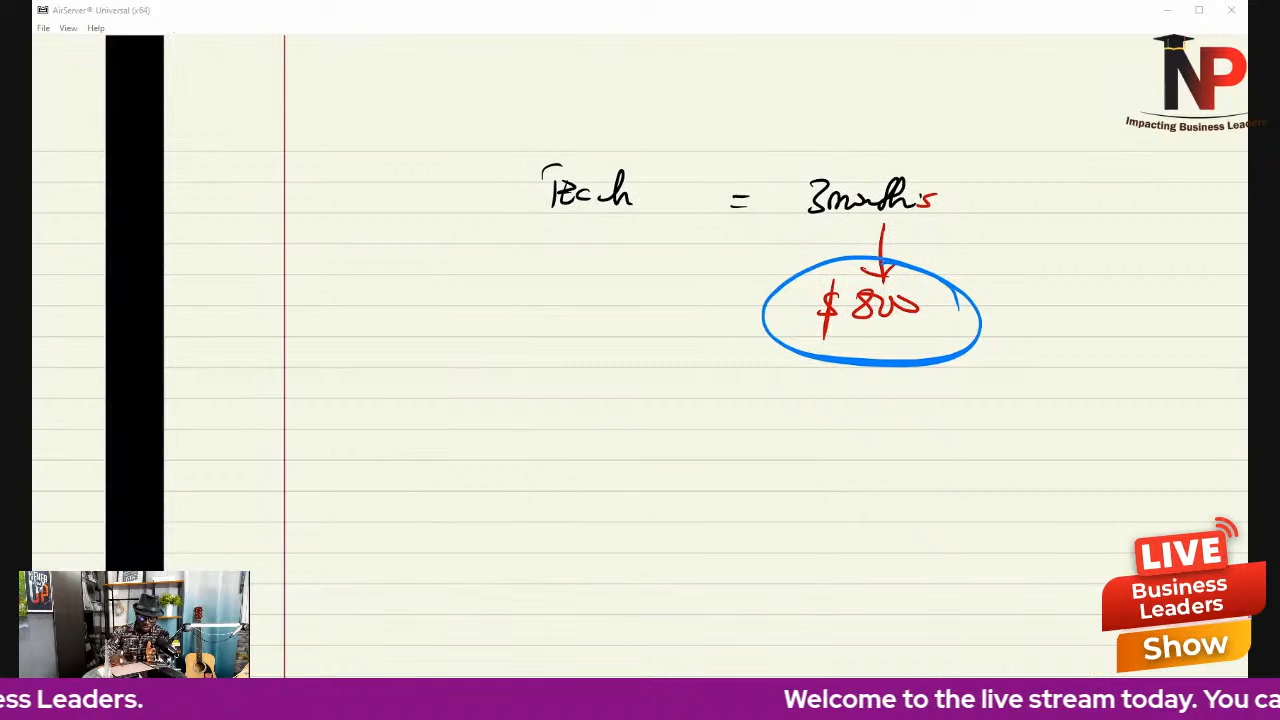 AirServer® Universal (x64)
File View Help
NP
Impacting Business Leaders
Tech = 3months
$800
LIVE
Business
Leaders
Show
ess Leaders. Welcome to the live stream today. You ca